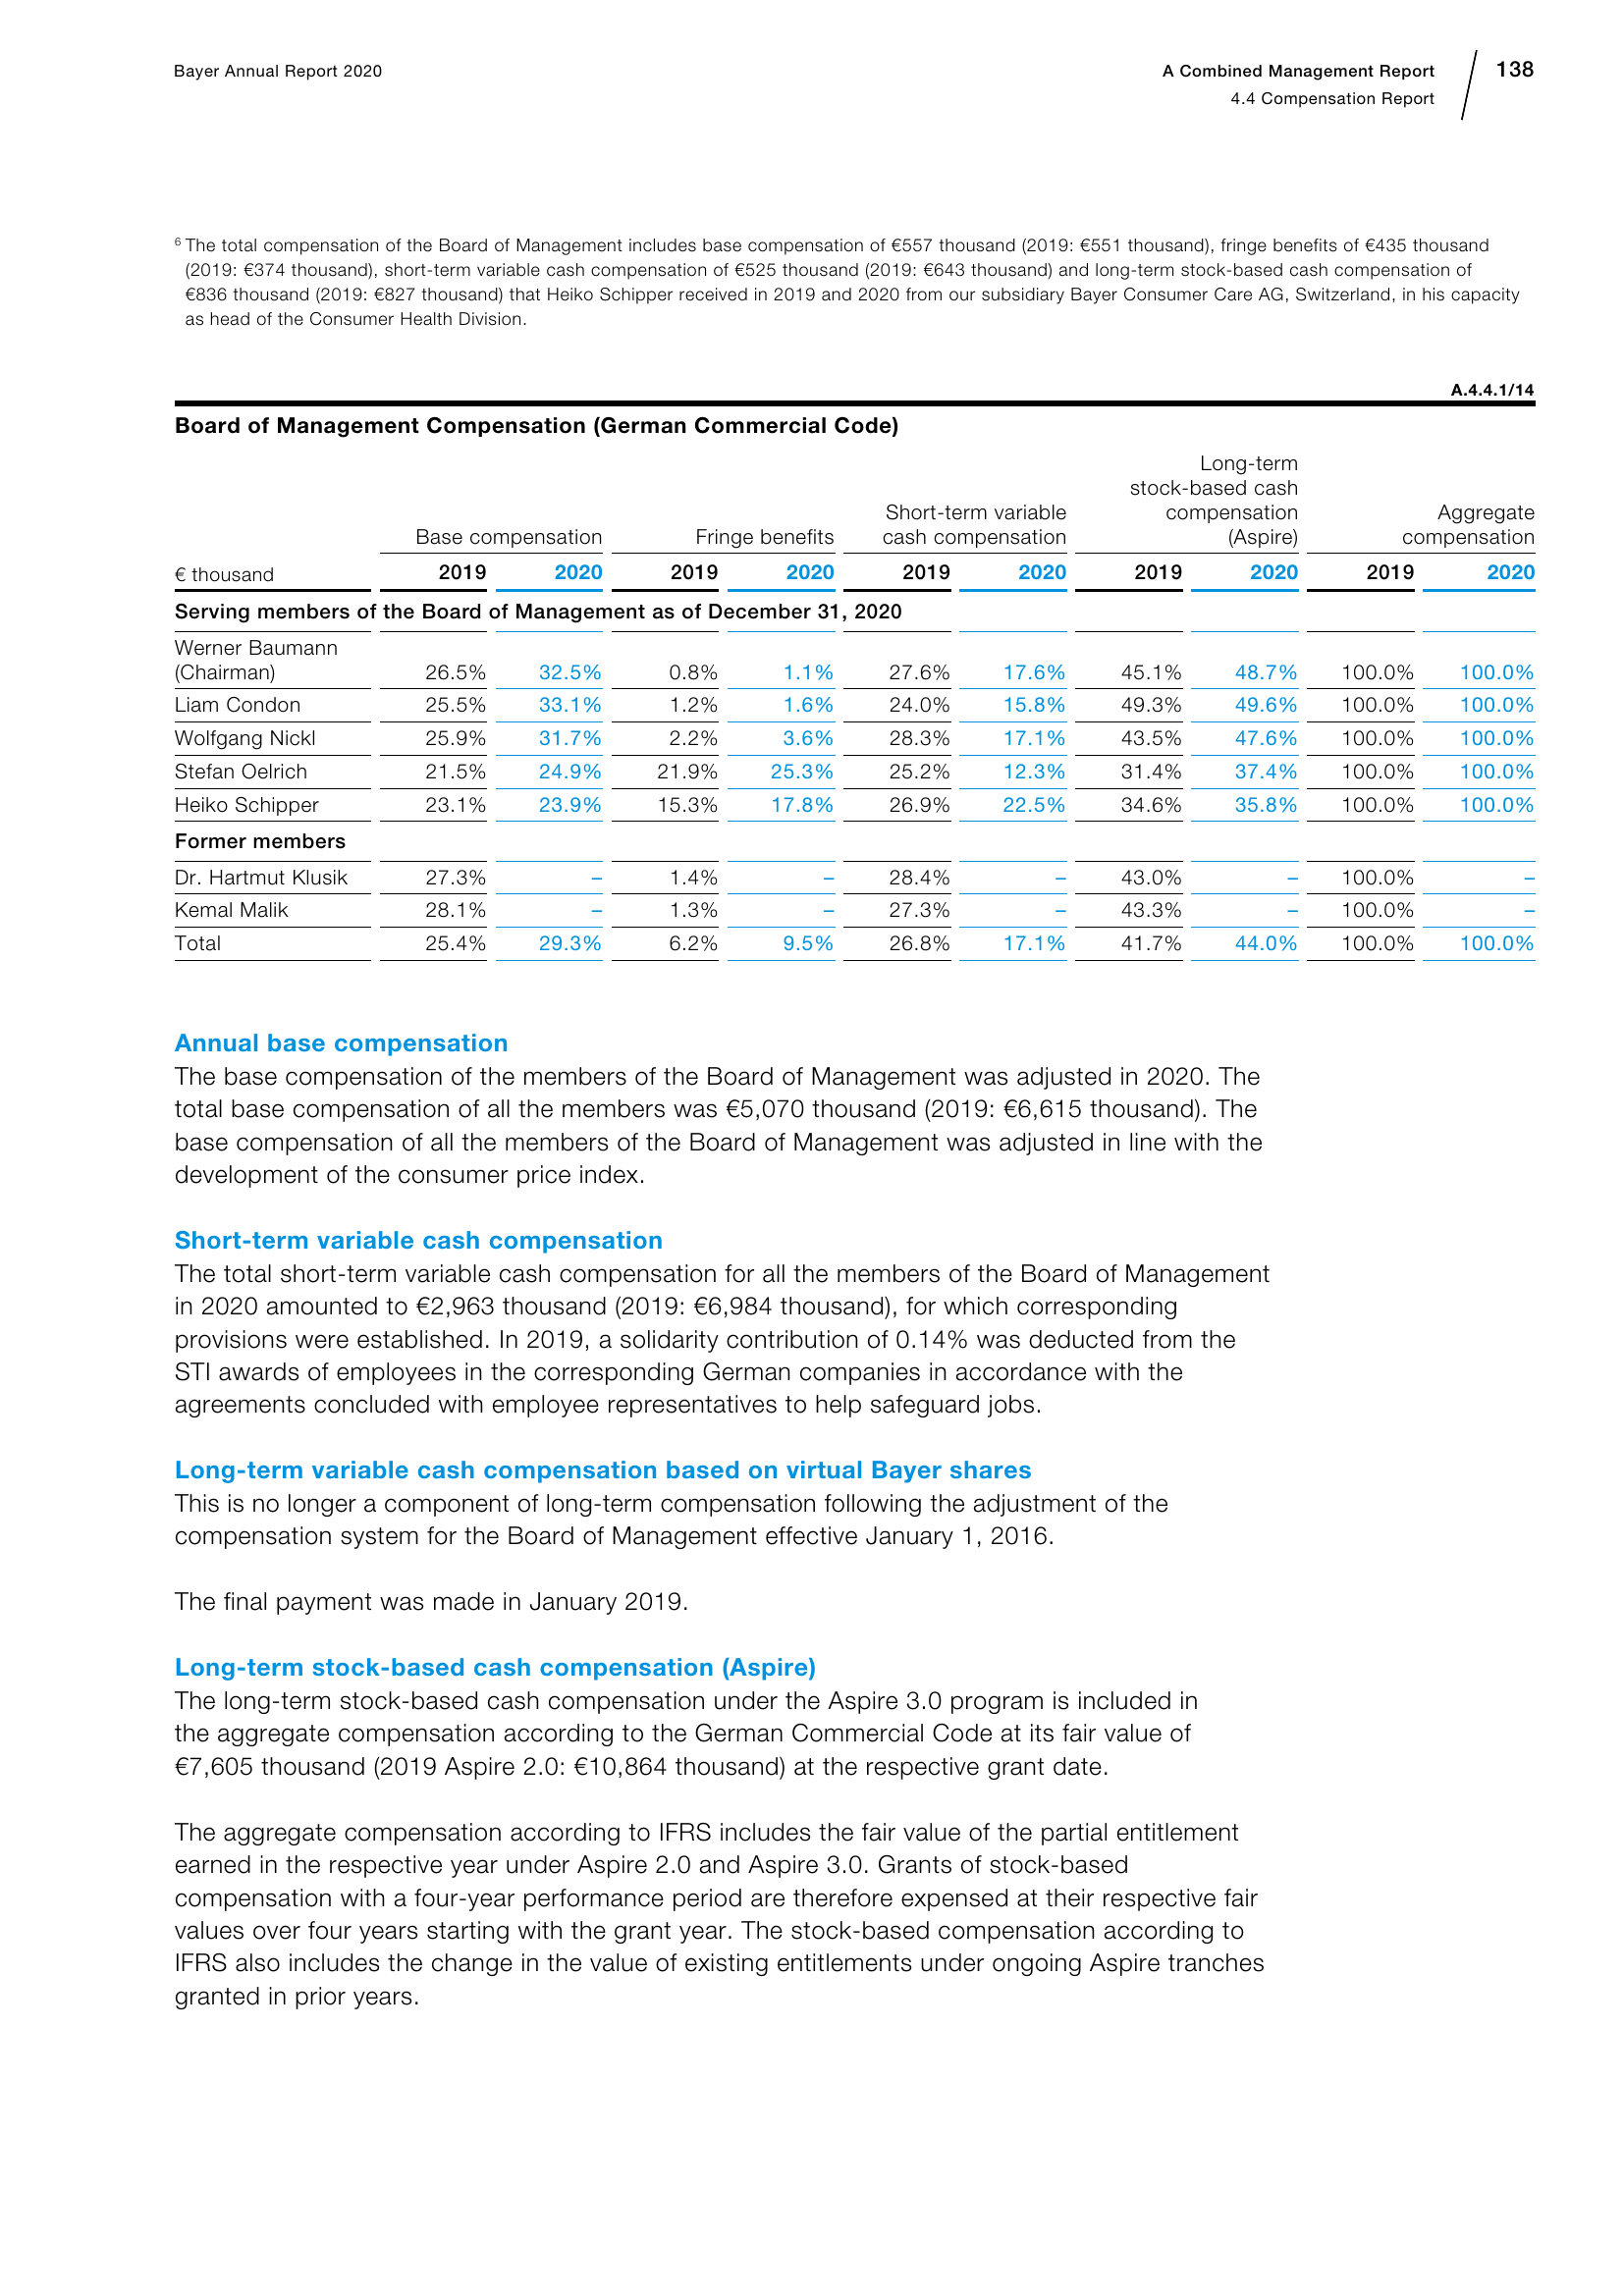 Bayer Annual Report 2020
A Combined Management Report
4.4 Compensation Report
138
6 The total compensation of the Board of Management includes base compensation of €557 thousand (2019: €551 thousand), fringe benefits of €435 thousand
(2019: €374 thousand), short-term variable cash compensation of €525 thousand (2019: €643 thousand) and long-term stock-based cash compensation of
€836 thousand (2019: €827 thousand) that Heiko Schipper received in 2019 and 2020 from our subsidiary Bayer Consumer Care AG, Switzerland, in his capacity
as head of the Consumer Health Division.
A.4.4.1/14
Board of Management Compensation (German Commercial Code)
Long-term
stock-based cash
Short-term variable compensation Aggregate
Base compensation Fringe benefits cash compensation (Aspire) compensation
€ thousand 2019 2020 2019 2020 2019 2020 2019 2020 2019 2020
Serving members of the Board of Management as of December 31, 2020
Werner Baumann
(Chairman) 26.5% 32.5% 0.8% 1.1% 27.6% 17.6% 45.1% 48.7% 100.0% 100.0%
Liam Condon 25.5% 33.1% 1.2% 1.6% 24.0% 15.8% 49.3% 49.6% 100.0% 100.0%
Wolfgang Nickl 25.9% 31.7% 2.2% 3.6% 28.3% 17.1% 43.5% 47.6% 100.0% 100.0%
Stefan Oelrich 21.5% 24.9% 21.9% 25.3% 25.2% 12.3% 31.4% 37.4% 100.0% 100.0%
Heiko Schipper 23.1% 23.9% 15.3% 17.8% 26.9% 22.5% 34.6% 35.8% 100.0% 100.0%
Former members
Dr. Hartmut Klusik 27.3% – 1.4% – 28.4% – 43.0% – 100.0% –
Kemal Malik 28.1% – 1.3% – 27.3% – 43.3% – 100.0% –
Total 25.4% 29.3% 6.2% 9.5% 26.8% 17.1% 41.7% 44.0% 100.0% 100.0%
Annual base compensation
The base compensation of the members of the Board of Management was adjusted in 2020. The
total base compensation of all the members was €5,070 thousand (2019: €6,615 thousand). The
base compensation of all the members of the Board of Management was adjusted in line with the
development of the consumer price index.
Short-term variable cash compensation
The total short-term variable cash compensation for all the members of the Board of Management
in 2020 amounted to €2,963 thousand (2019: €6,984 thousand), for which corresponding
provisions were established. In 2019, a solidarity contribution of 0.14% was deducted from the
STI awards of employees in the corresponding German companies in accordance with the
agreements concluded with employee representatives to help safeguard jobs.
Long-term variable cash compensation based on virtual Bayer shares
This is no longer a component of long-term compensation following the adjustment of the
compensation system for the Board of Management effective January 1, 2016.
The final payment was made in January 2019.
Long-term stock-based cash compensation (Aspire)
The long-term stock-based cash compensation under the Aspire 3.0 program is included in
the aggregate compensation according to the German Commercial Code at its fair value of
€7,605 thousand (2019 Aspire 2.0: €10,864 thousand) at the respective grant date.
The aggregate compensation according to IFRS includes the fair value of the partial entitlement
earned in the respective year under Aspire 2.0 and Aspire 3.0. Grants of stock-based
compensation with a four-year performance period are therefore expensed at their respective fair
values over four years starting with the grant year. The stock-based compensation according to
IFRS also includes the change in the value of existing entitlements under ongoing Aspire tranches
granted in prior years.